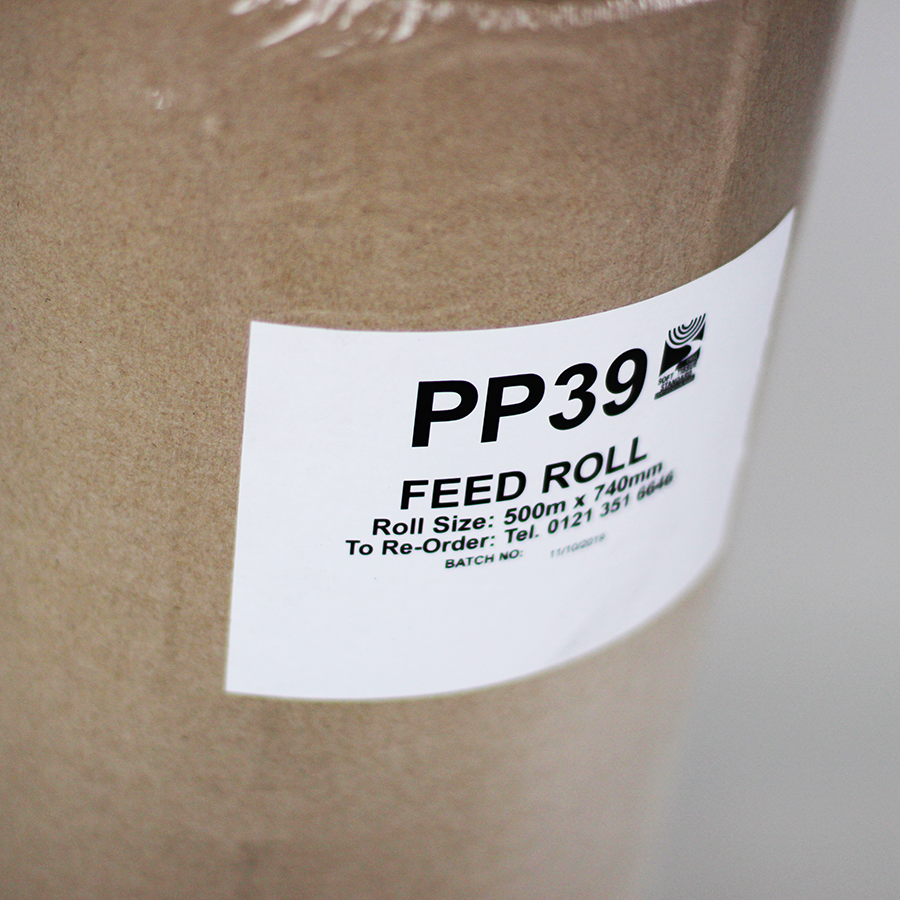 PP39
FEED ROLL
Roll Size: 500m x 740mm
To Re-Order: Tel. 0121 351 6646
BATCH NO: 11/10/2019